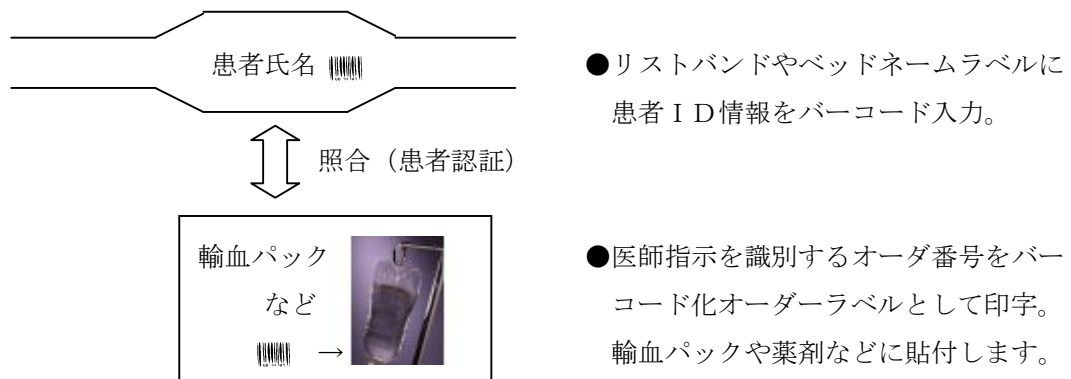 患者氏名
●リストバンドやベッドネームラベルに
患者ＩＤ情報をバーコード入力。
照合（患者認証）
輸血パック
など
→
●医師指示を識別するオーダ番号をバー
コード化オーダーラベルとして印字。
輸血パックや薬剤などに貼付します。